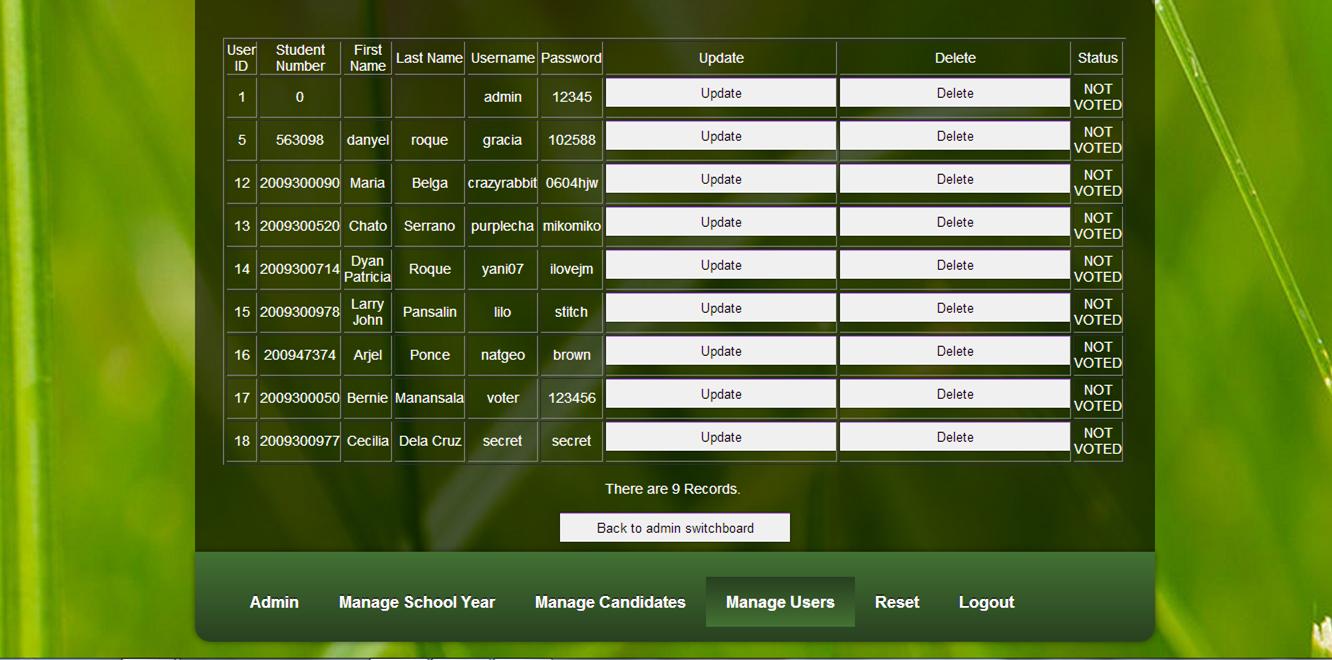 User ID Student Number First Name Last Name Username Password Update Delete Status
1 0 admin 12345 Update Delete NOT VOTED
5 563098 danyel roque gracia 102588 Update Delete NOT VOTED
12 2009300090 Maria Belga crazyrabbit 0604hjw Update Delete NOT VOTED
13 2009300520 Chato Serrano purplecha mikomiko Update Delete NOT VOTED
14 2009300714 Dyan Patricia Roque yani07 ilovejm Update Delete NOT VOTED
15 2009300978 Larry John Pansalin lilo stitch Update Delete NOT VOTED
16 200947374 Arjel Ponce natgeo brown Update Delete NOT VOTED
17 2009300050 Bernie Manansala voter 123456 Update Delete NOT VOTED
18 2009300977 Cecilia Dela Cruz secret secret Update Delete NOT VOTED
There are 9 Records.
Back to admin switchboard
Admin Manage School Year Manage Candidates Manage Users Reset Logout